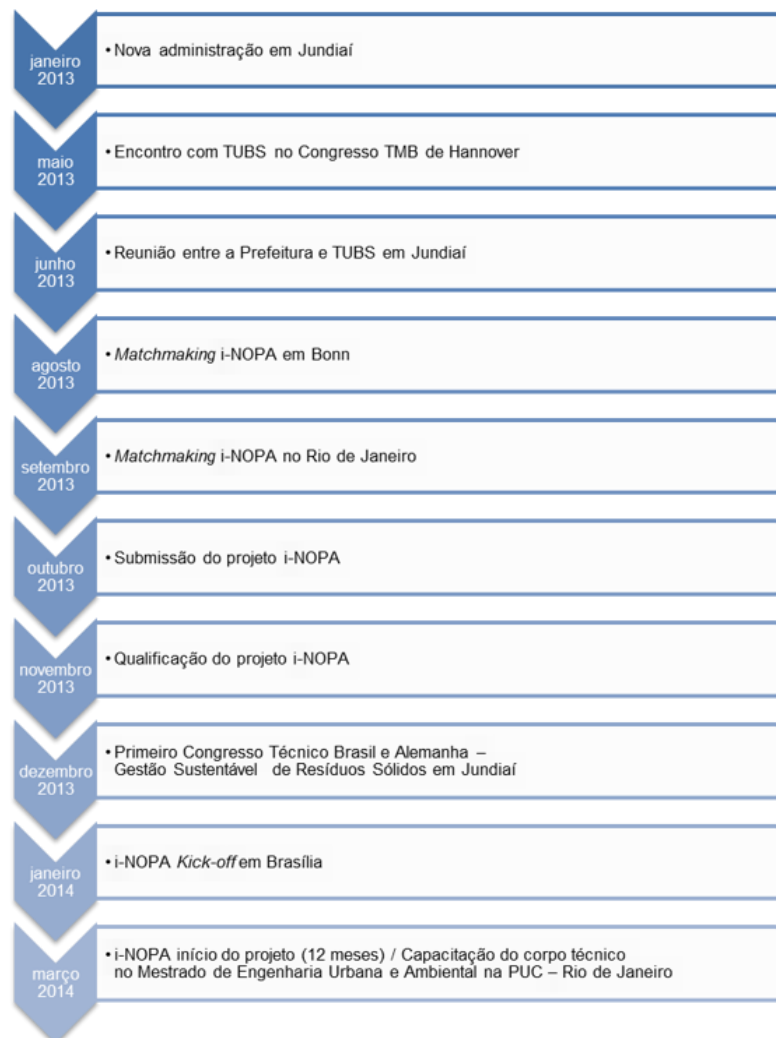 janeiro
2013
• Nova administração em Jundiaí
maio
2013
• Encontro com TUBS no Congresso TMB de Hannover
junho
2013
• Reunião entre a Prefeitura e TUBS em Jundiaí
agosto
2013
• Matchmaking i-NOPA em Bonn
setembro
2013
• Matchmaking i-NOPA no Rio de Janeiro
outubro
2013
• Submissão do projeto i-NOPA
novembro
2013
• Qualificação do projeto i-NOPA
dezembro
2013
• Primeiro Congresso Técnico Brasil e Alemanha –
Gestão Sustentável de Resíduos Sólidos em Jundiaí
janeiro
2014
• i-NOPA Kick-off em Brasília
março
2014
• i-NOPA início do projeto (12 meses) / Capacitação do corpo técnico
no Mestrado de Engenharia Urbana e Ambiental na PUC – Rio de Janeiro